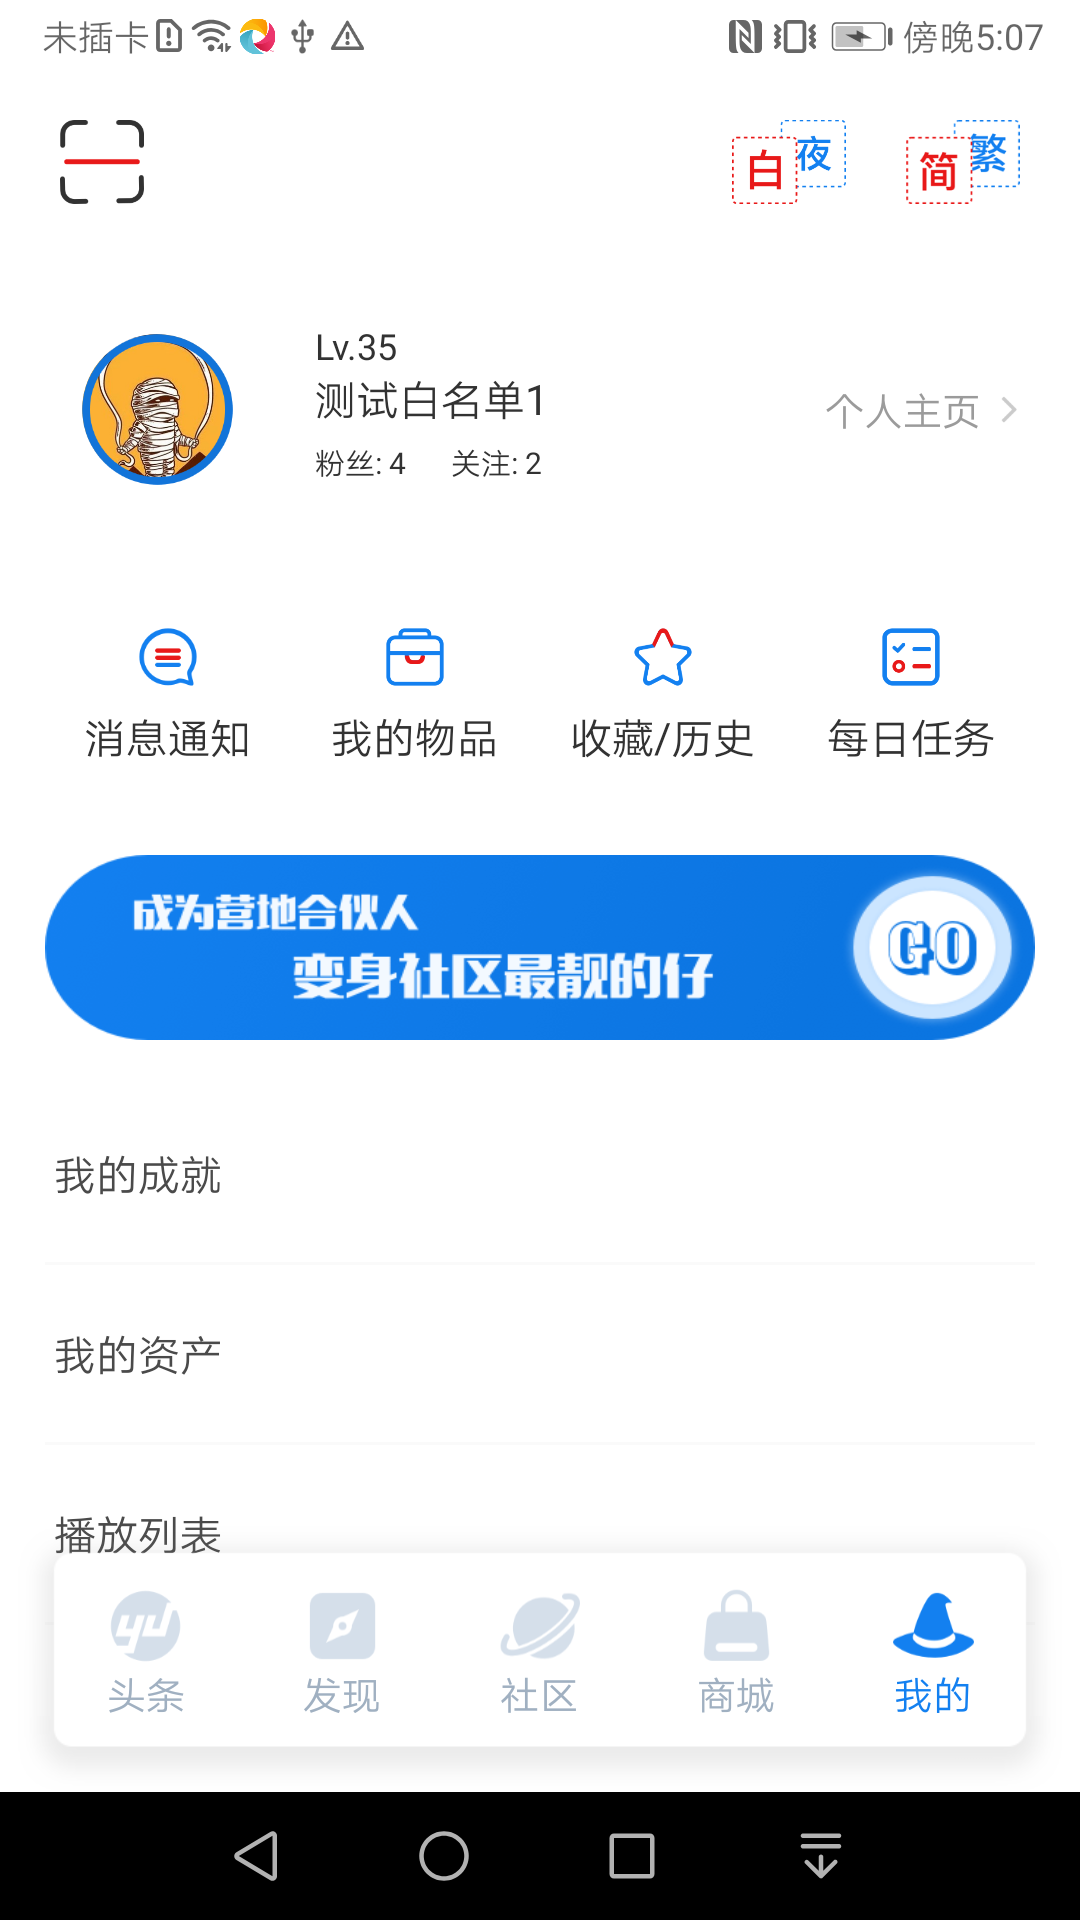 未插卡 傍晚5:07
白 夜 简 繁
Lv.35
测试白名单1
个人主页
粉丝: 4 关注: 2
消息通知 我的物品 收藏/历史 每日任务
成为营地合伙人
变身社区最靓的仔
GO
我的成就
我的资产
播放列表
头条 发现 社区 商城 我的